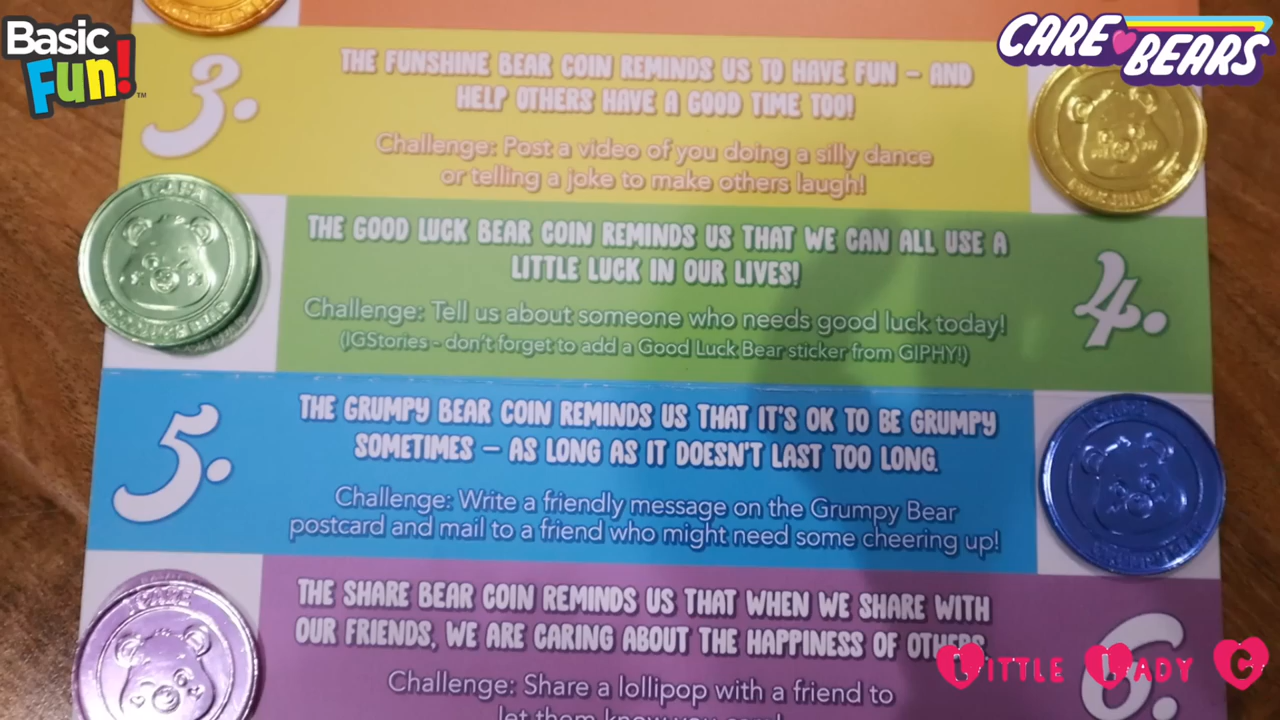 Basic
Fun!
TM
CARE BEARS
3.
THE FUNSHINE BEAR COIN REMINDS US TO HAVE FUN – AND
HELP OTHERS HAVE A GOOD TIME TOO!
Challenge: Post a video of you doing a silly dance
or telling a joke to make others laugh!
THE GOOD LUCK BEAR COIN REMINDS US THAT WE CAN ALL USE A
LITTLE LUCK IN OUR LIVES!
4.
Challenge: Tell us about someone who needs good luck today!
(IGStories - don't forget to add a Good Luck Bear sticker from GIPHY!)
5.
THE GRUMPY BEAR COIN REMINDS US THAT IT'S OK TO BE GRUMPY
SOMETIMES – AS LONG AS IT DOESN'T LAST TOO LONG.
Challenge: Write a friendly message on the Grumpy Bear
postcard and mail to a friend who might need some cheering up!
THE SHARE BEAR COIN REMINDS US THAT WHEN WE SHARE WITH
OUR FRIENDS, WE ARE CARING ABOUT THE HAPPINESS OF OTHERS.
6.
Challenge: Share a lollipop with a friend to
let them know you care!
LITTLE LADY C